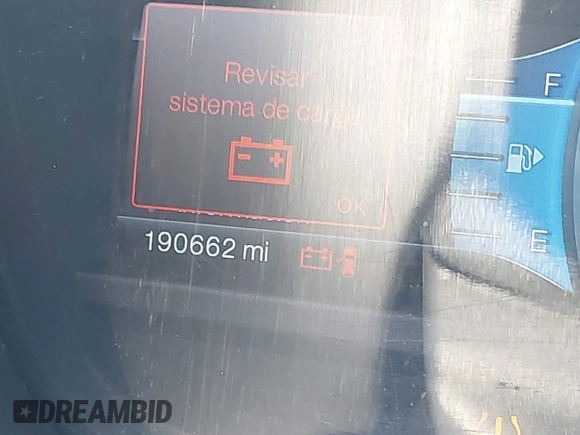 Revisar
sistema de carga
F
OK
190662 mi
E
DREAMBID